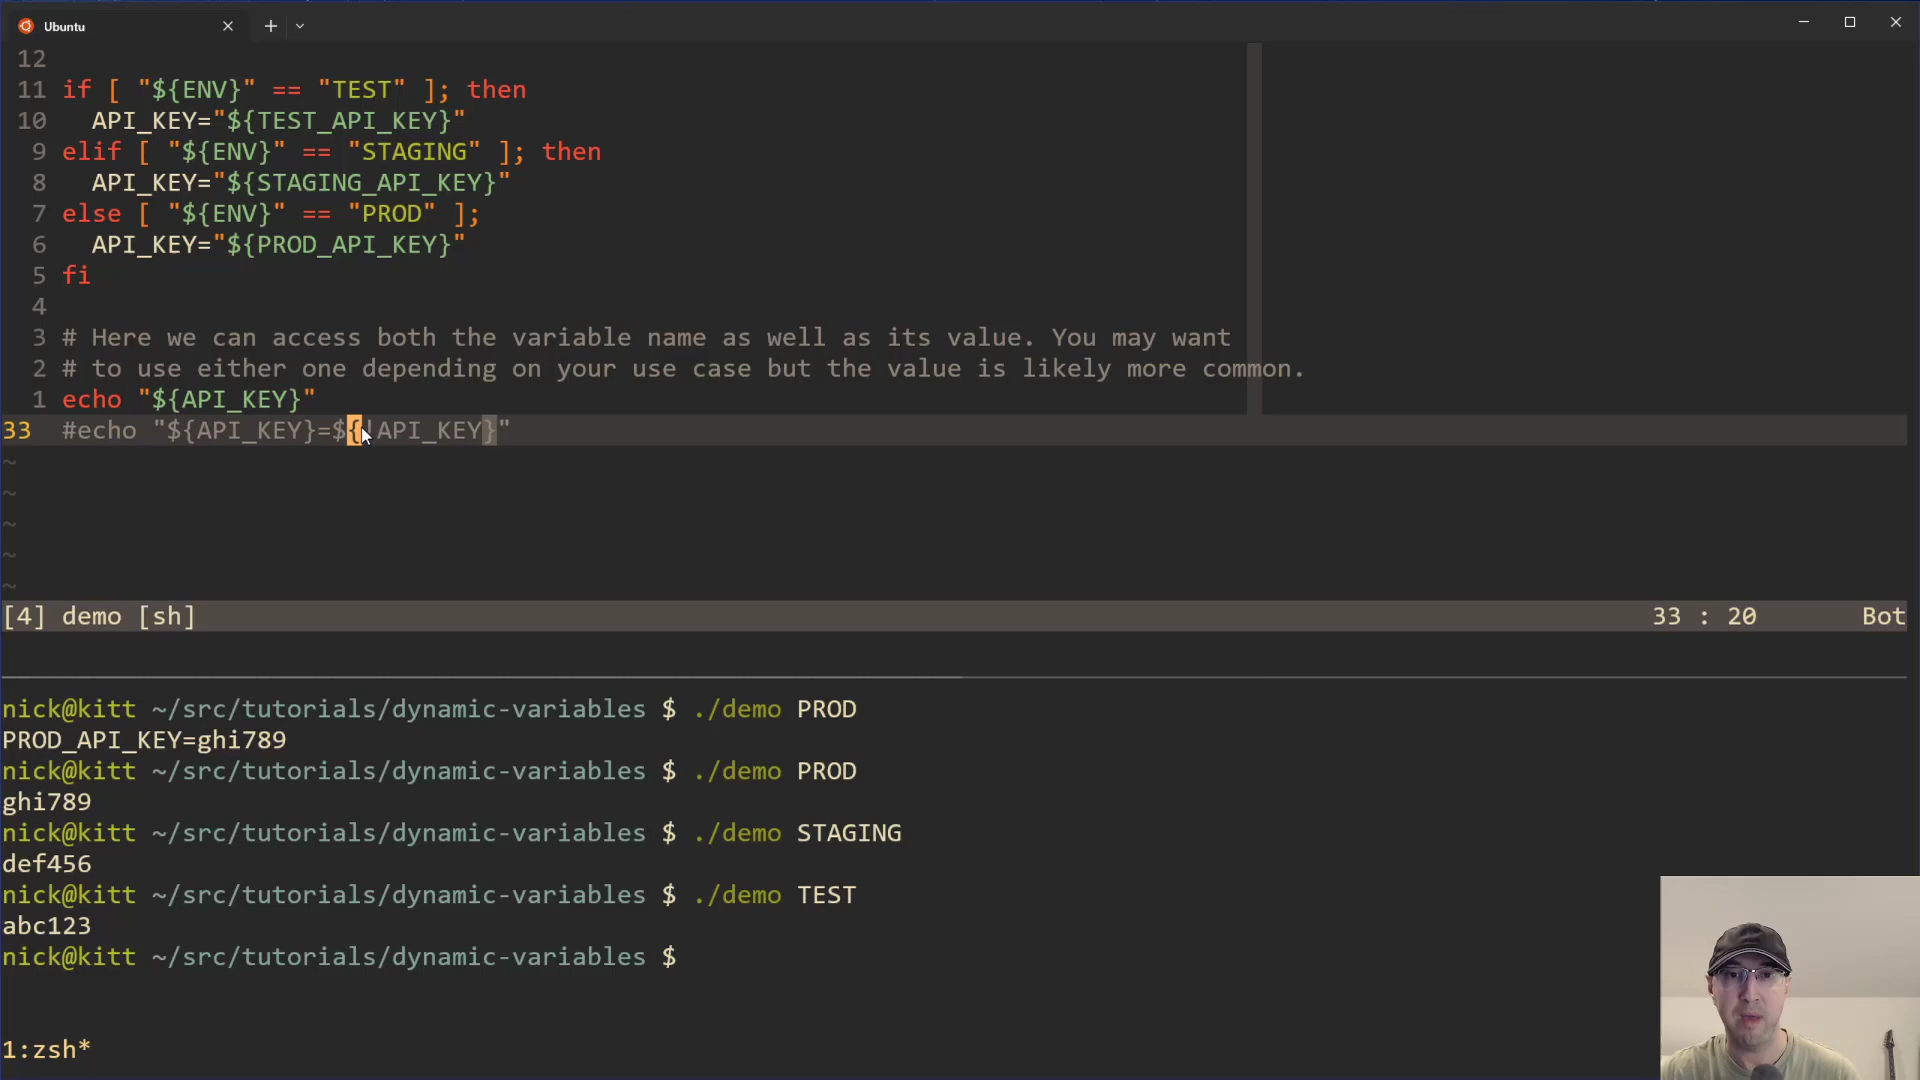 Ubuntu
12
11 if [ "${ENV}" == "TEST" ]; then
10 API_KEY="${TEST_API_KEY}"
9 elif [ "${ENV}" == "STAGING" ]; then
8 API_KEY="${STAGING_API_KEY}"
7 else [ "${ENV}" == "PROD" ];
6 API_KEY="${PROD_API_KEY}"
5 fi
4
3 # Here we can access both the variable name as well as its value. You may want
2 # to use either one depending on your use case but the value is likely more common.
1 echo "${API_KEY}"
33 #echo "${API_KEY}=${!API_KEY}"
~
~
~
~
~
[4] demo [sh] 33 : 20 Bot
nick@kitt ~/src/tutorials/dynamic-variables $ ./demo PROD
PROD_API_KEY=ghi789
nick@kitt ~/src/tutorials/dynamic-variables $ ./demo PROD
ghi789
nick@kitt ~/src/tutorials/dynamic-variables $ ./demo STAGING
def456
nick@kitt ~/src/tutorials/dynamic-variables $ ./demo TEST
abc123
nick@kitt ~/src/tutorials/dynamic-variables $
1:zsh*